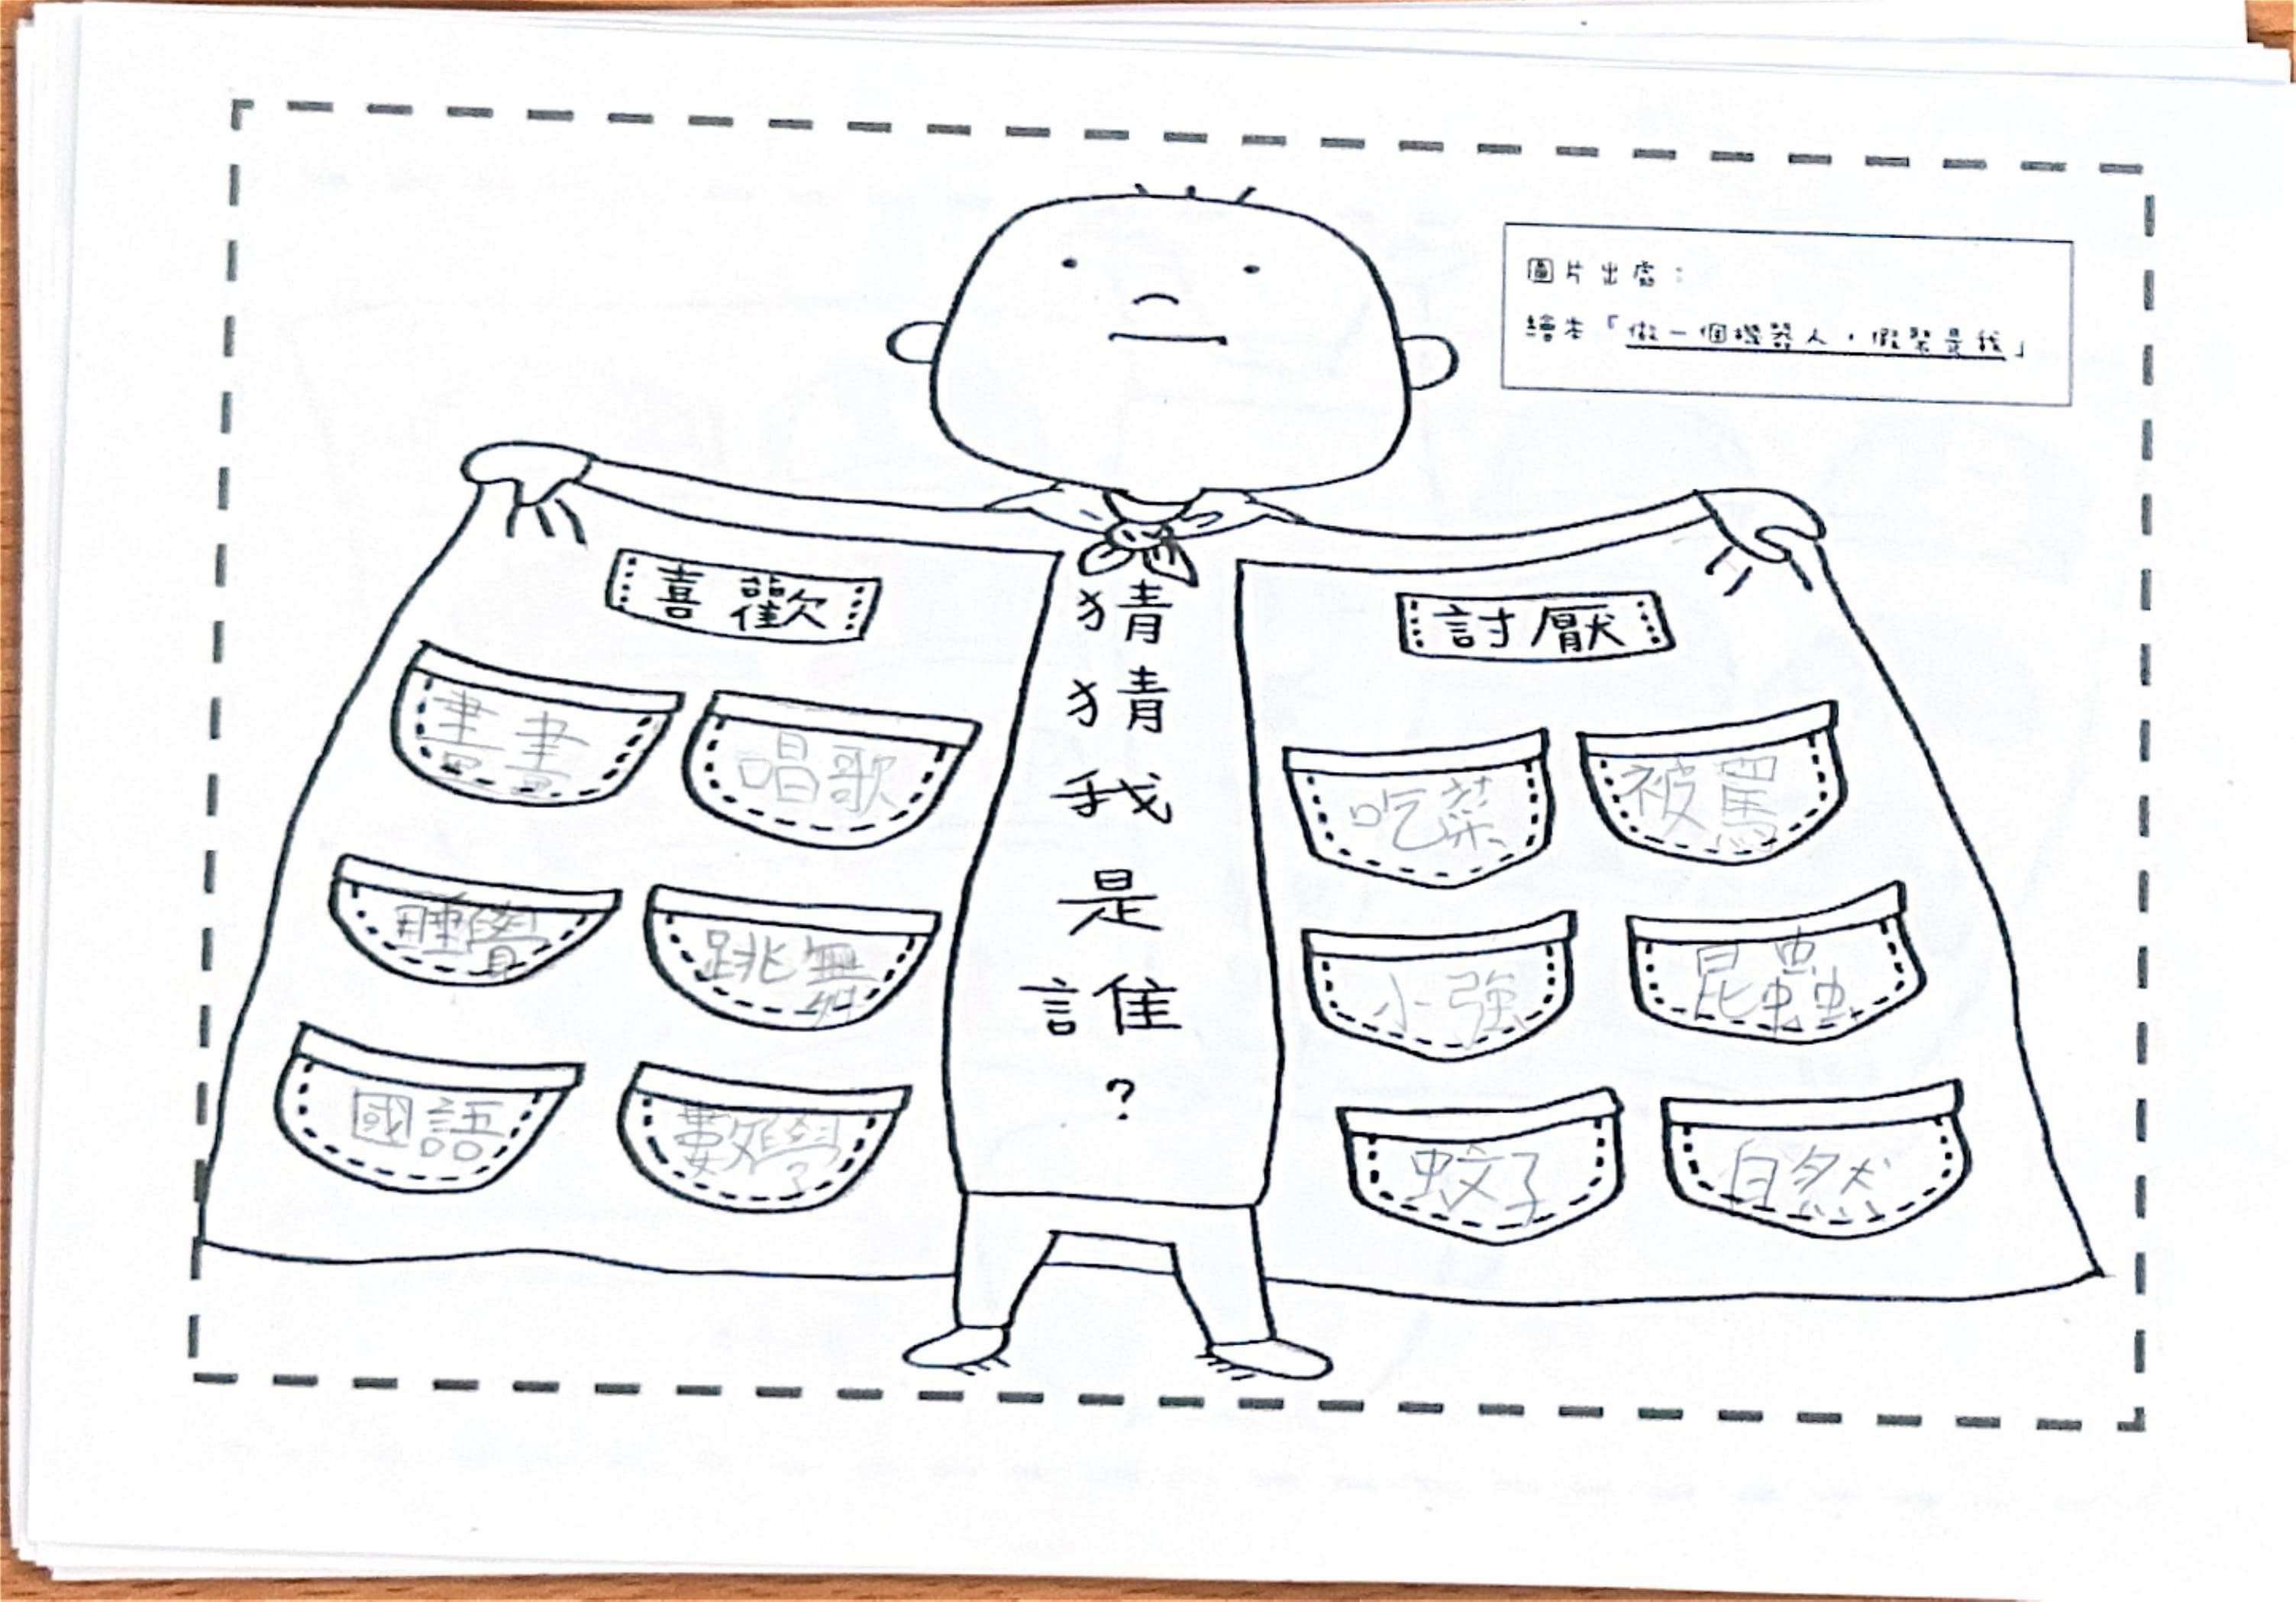 圖片出處：
繪本「做一個機器人，假裝是我」
喜歡
畫畫
唱歌
睡覺
跳舞
國語
數學
猜
猜
我
是
誰
？
討厭
吃菜
被罵
小強
昆蟲
蚊子
自然